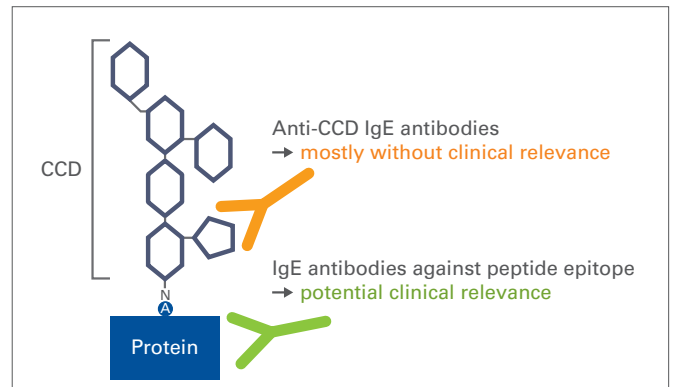 Anti-CCD IgE antibodies
→ mostly without clinical relevance
CCD
IgE antibodies against peptide epitope
→ potential clinical relevance
N
A
Protein